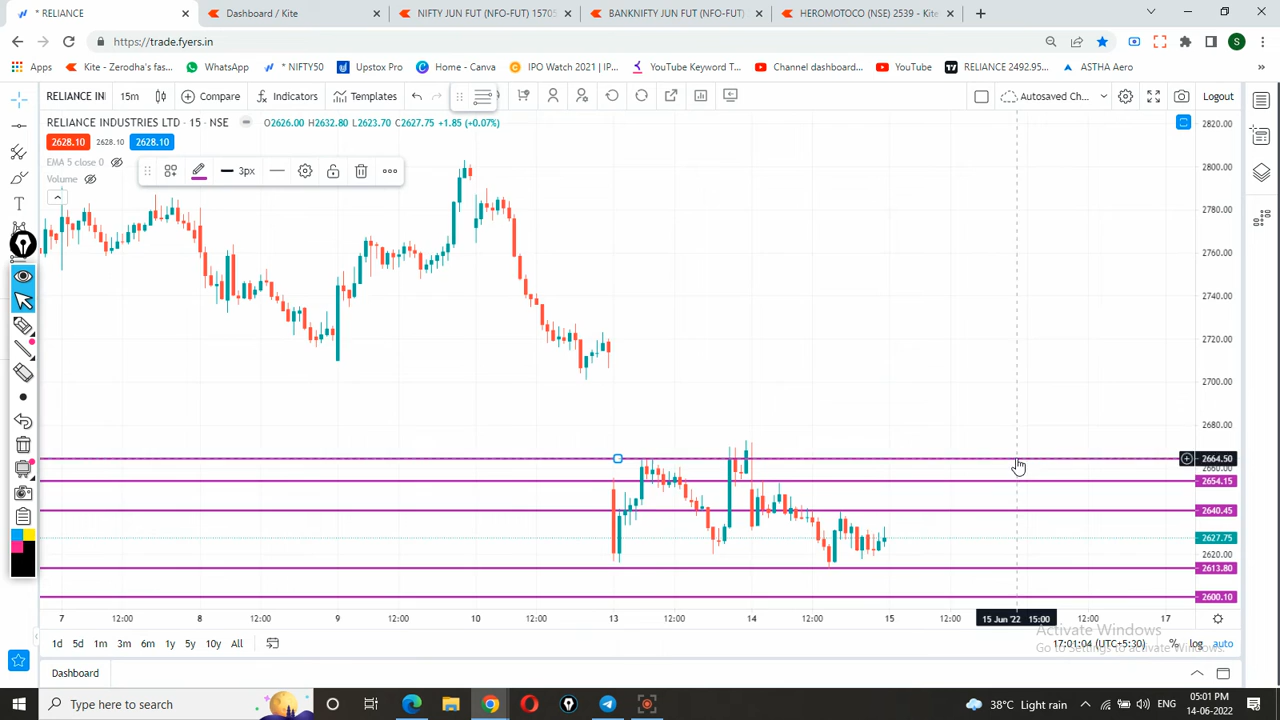 * RELIANCE
Dashboard / Kite
NIFTY JUN FUT (NFO-FUT) 15705
BANKNIFTY JUN FUT (NFO-FUT)
HEROMOTOCO (NSE) 2539 - Kite
https://trade.fyers.in
S
Apps
Kite - Zerodha's fas...
WhatsApp
* NIFTY50
Upstox Pro
Home - Canva
IPO Watch 2021 | IP...
YouTube Keyword T...
Channel dashboard...
YouTube
RELIANCE 2492.95...
ASTHA Aero
»
RELIANCE IN
15m
Compare
Indicators
Templates
Autosaved Ch...
Logout
RELIANCE INDUSTRIES LTD · 15 · NSE
O2626.00 H2632.80 L2623.70 C2627.75 +1.85 (+0.07%)
2628.10
2628.10
2628.10
EMA 5 close 0
Volume
3px
2820.00
2800.00
2780.00
2760.00
2740.00
2720.00
2700.00
2680.00
2664.50
2660.00
2654.15
2640.45
2627.75
2620.00
2613.80
2600.10
7
12:00
8
12:00
9
12:00
10
12:00
13
12:00
14
12:00
15
12:00
15 Jun '22 15:00
12:00
17
1d
5d
1m
3m
6m
1y
5y
10y
All
17:01:04 (UTC+5:30)
%
log
auto
Activate Windows
Go to Settings to activate Windows.
Dashboard
Type here to search
38°C Light rain
ENG
05:01 PM
14-06-2022